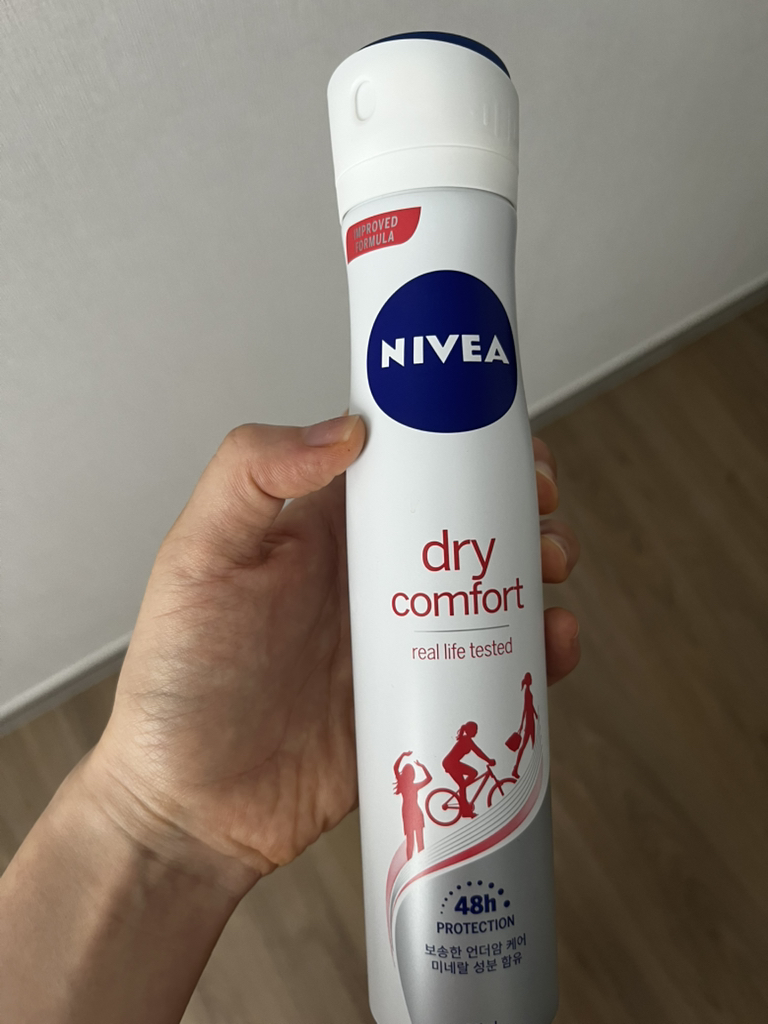 IMPROVED
FORMULA
NIVEA
dry
comfort
real life tested
48h
PROTECTION
보송한 언더암 케어
미네랄 성분 함유